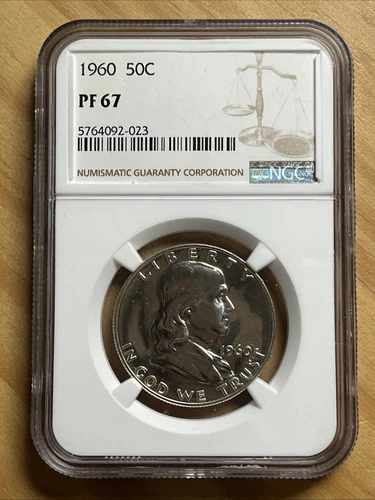 1960 50C
PF 67
5764092-023
NUMISMATIC GUARANTY CORPORATION
NGC
LIBERTY
1960
IN GOD WE TRUST